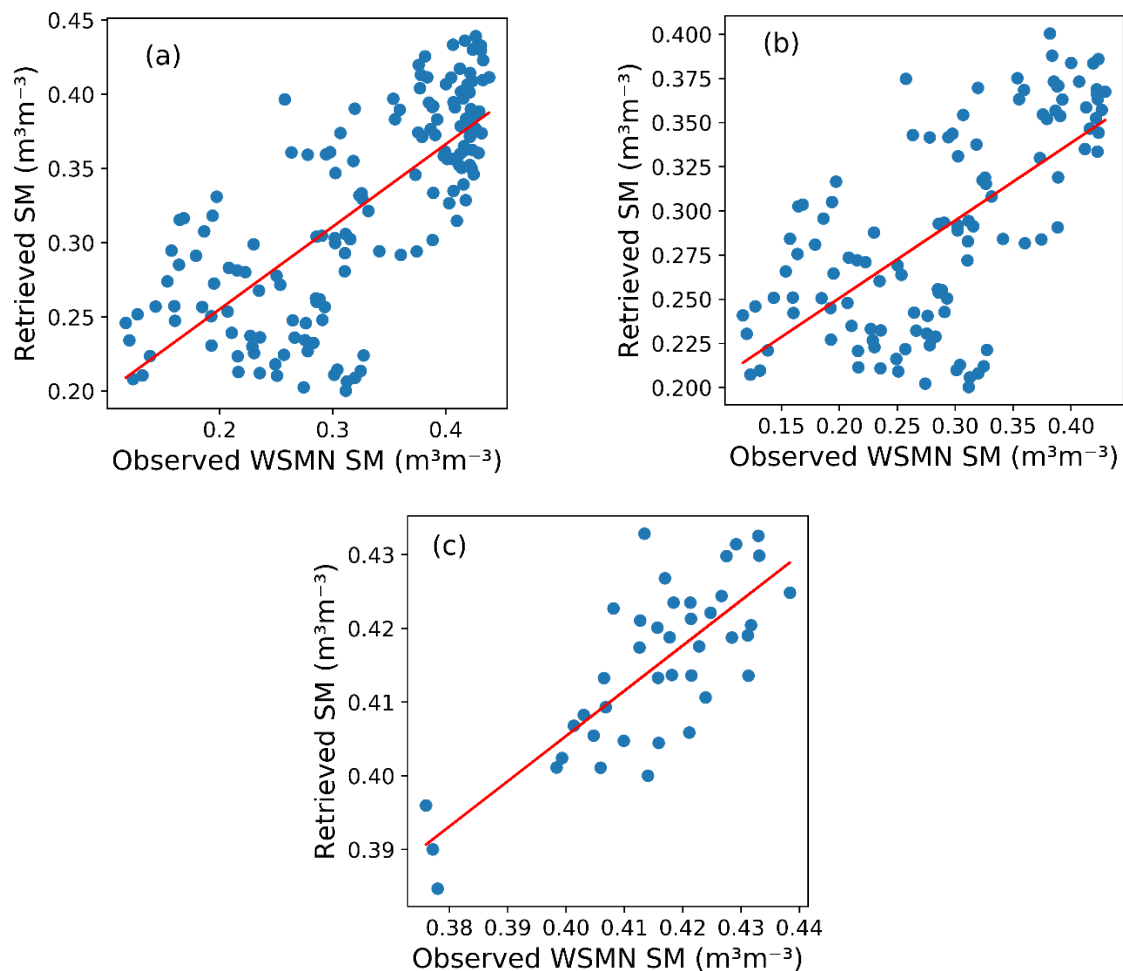 (a)
Retrieved SM (m³m⁻³)
0.45
0.40
0.35
0.30
0.25
0.20
0.2 0.3 0.4
Observed WSMN SM (m³m⁻³)
(b)
Retrieved SM (m³m⁻³)
0.400
0.375
0.350
0.325
0.300
0.275
0.250
0.225
0.200
0.15 0.20 0.25 0.30 0.35 0.40
Observed WSMN SM (m³m⁻³)
(c)
Retrieved SM (m³m⁻³)
0.43
0.42
0.41
0.40
0.39
0.38 0.39 0.40 0.41 0.42 0.43 0.44
Observed WSMN SM (m³m⁻³)